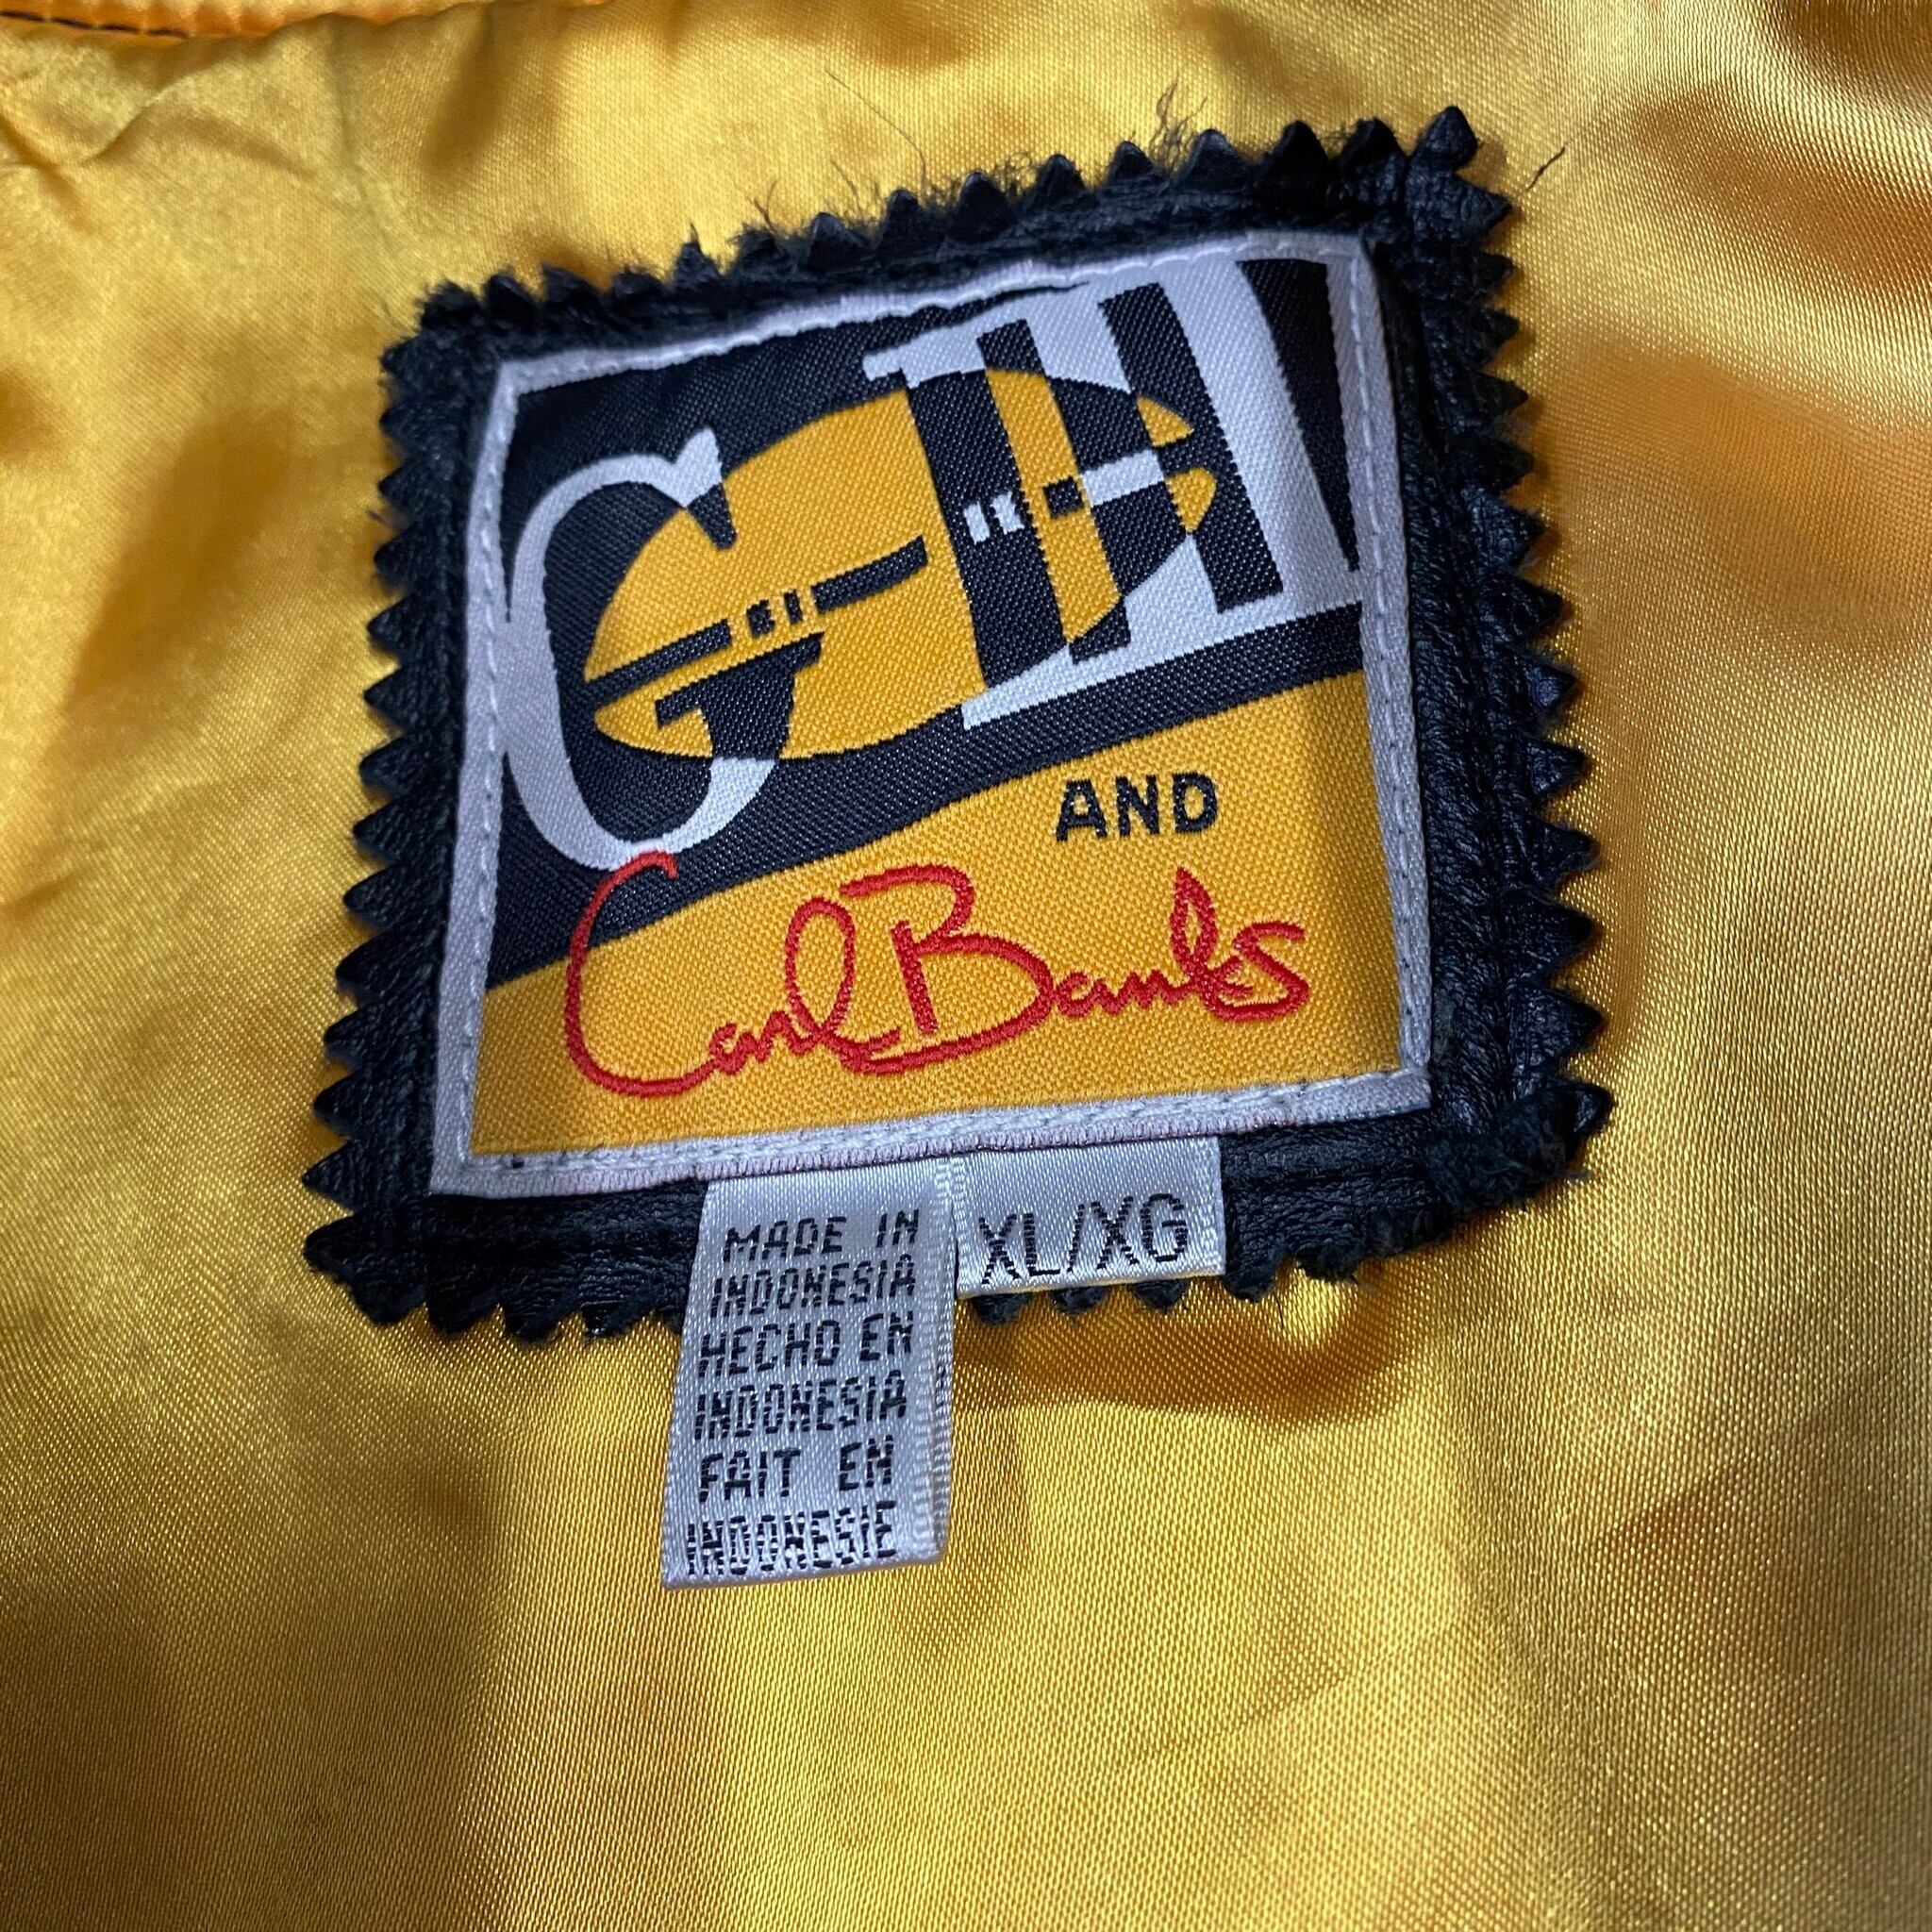 G-III
AND
Carl Banks
MADE IN
INDONESIA
HECHO EN
INDONESIA
FAIT EN
INDONESIE
XL/XG